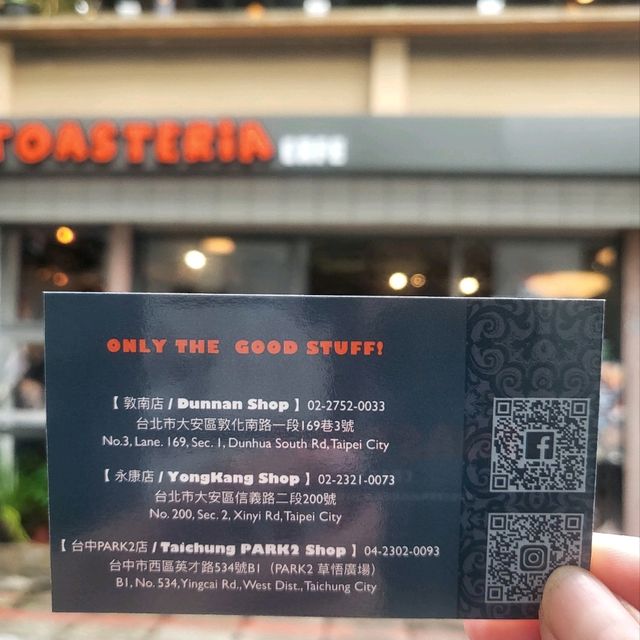 TOASTERIA CAFE
ONLY THE GOOD STUFF!
【 敦南店 / Dunnan Shop 】 02-2752-0033
台北市大安區敦化南路一段169巷3號
No.3, Lane. 169, Sec. 1, Dunhua South Rd, Taipei City
【 永康店 / YongKang Shop 】 02-2321-0073
台北市大安區信義路二段200號
No. 200, Sec. 2, Xinyi Rd, Taipei City
【 台中PARK2店 / Taichung PARK2 Shop 】 04-2302-0093
台中市西區英才路534號B1（PARK2 草悟廣場）
B1, No. 534, Yingcai Rd., West Dist., Taichung City